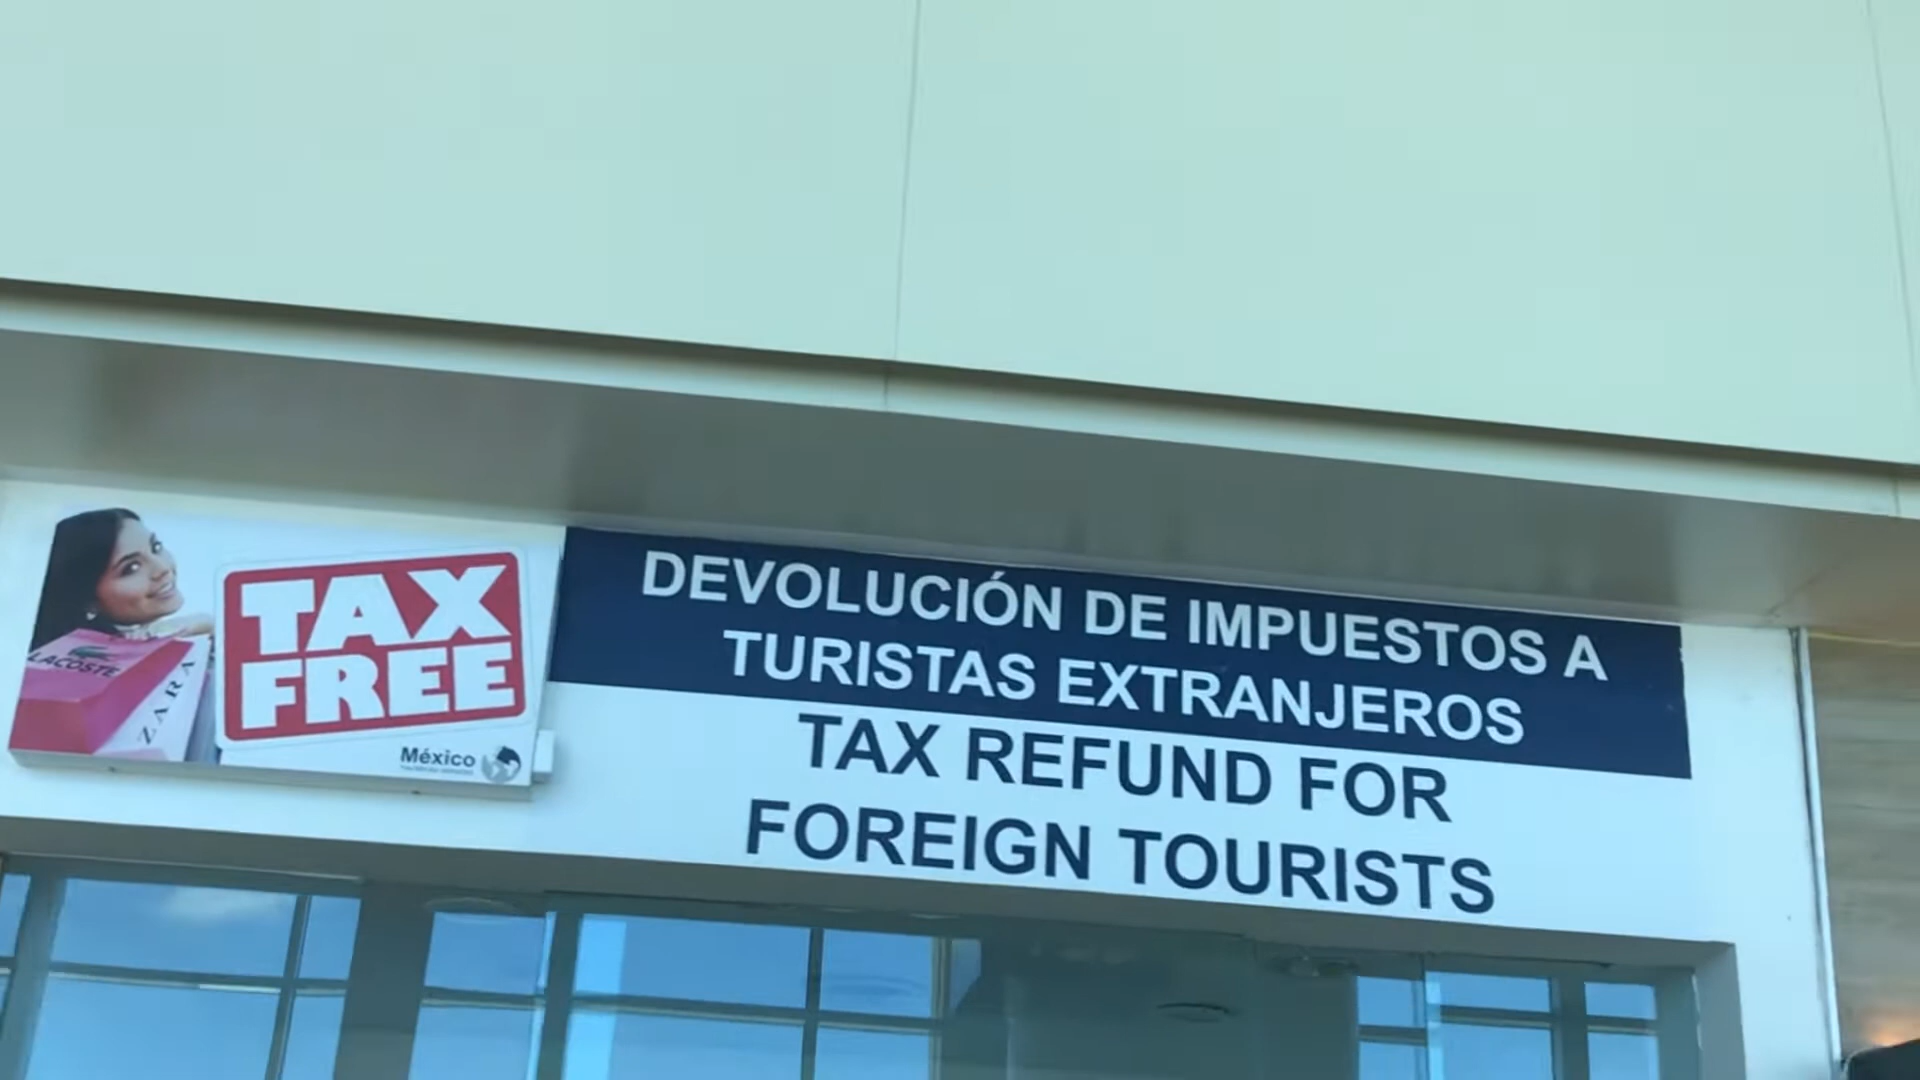 LACOSTE
ZARA
TAX
FREE
México
DEVOLUCIÓN DE IMPUESTOS A
TURISTAS EXTRANJEROS
TAX REFUND FOR
FOREIGN TOURISTS